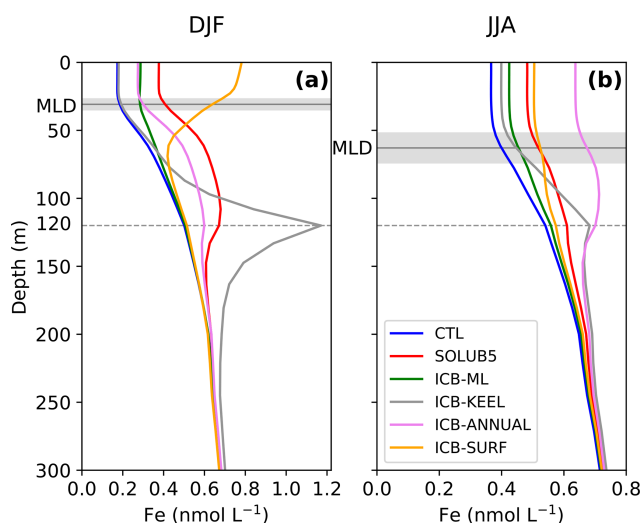 DJF
JJA
0
(a)
(b)
MLD
MLD
50
100
120
150
200
250
300
Depth (m)
CTL
SOLUB5
ICB-ML
ICB-KEEL
ICB-ANNUAL
ICB-SURF
0.0 0.2 0.4 0.6 0.8 1.0 1.2
0.0 0.2 0.4 0.6 0.8
Fe (nmol L⁻¹)
Fe (nmol L⁻¹)